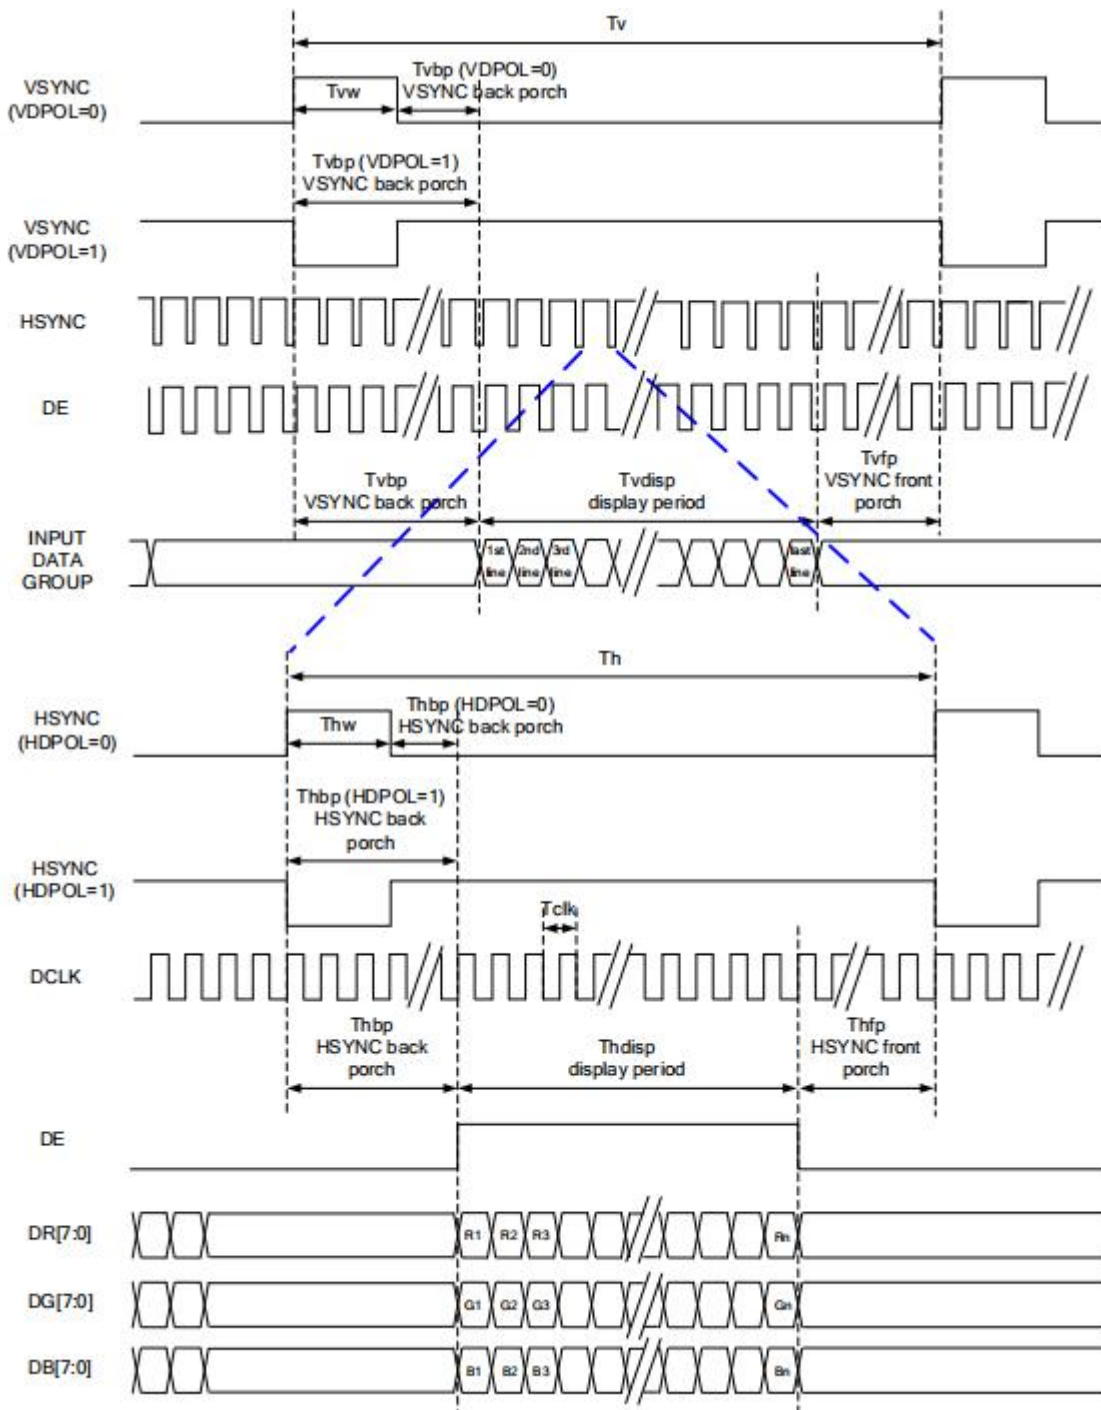 Tv
VSYNC
(VDPOL=0)
Tvw
Tvbp (VDPOL=0)
VSYNC back porch
Tvbp (VDPOL=1)
VSYNC back porch
VSYNC
(VDPOL=1)
HSYNC
DE
Tvbp
VSYNC back porch
Tvdisp
display period
Tvfp
VSYNC front
porch
INPUT
DATA
GROUP
1st
line
2nd
line
3rd
line
last
line
Th
HSYNC
(HDPOL=0)
Thw
Thbp (HDPOL=0)
HSYNC back porch
Thbp (HDPOL=1)
HSYNC back
porch
HSYNC
(HDPOL=1)
Tclk
DCLK
Thbp
HSYNC back
porch
Thdisp
display period
Thfp
HSYNC front
porch
DE
DR[7:0]
R1 R2 R3 Rn
DG[7:0]
G1 G2 G3 Gn
DB[7:0]
B1 B2 B3 Bn